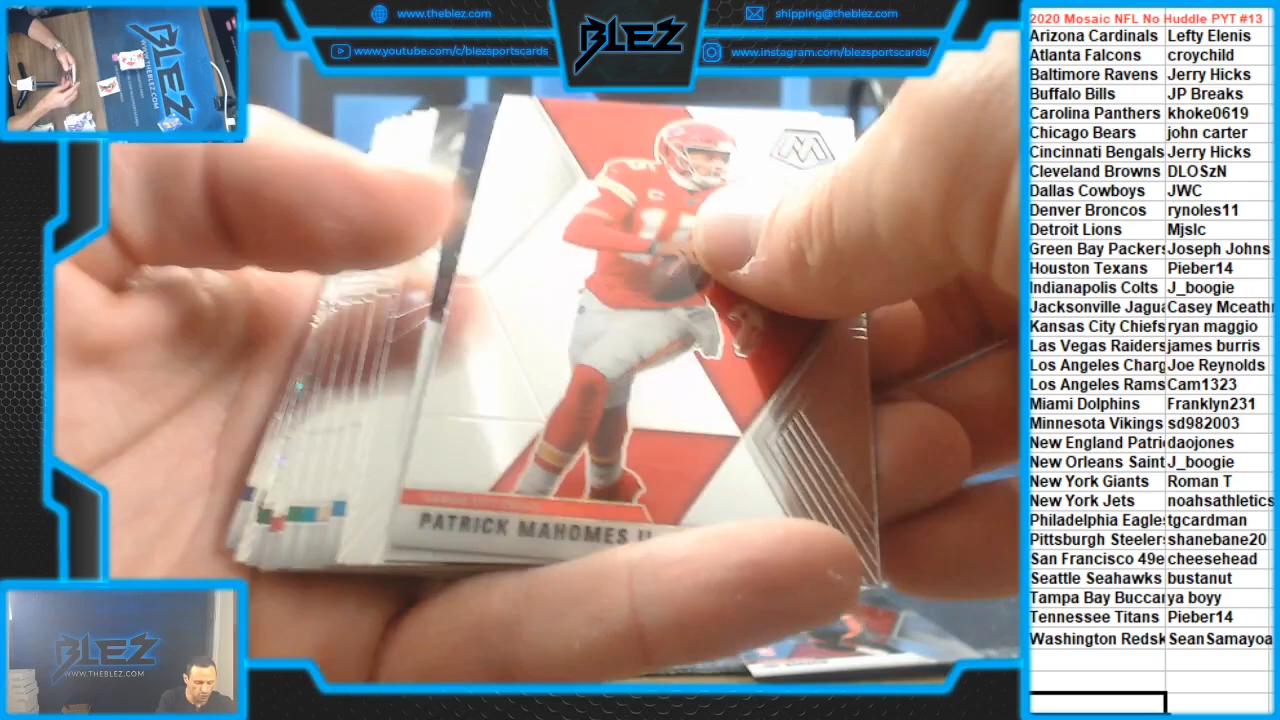 www.theblez.com
www.youtube.com/c/blezsportscards
BLEZ
shipping@theblez.com
www.instagram.com/blezsportscards/
BLEZ
15
PATRICK MAHOMES II
BLEZ
WWW.THEBLEZ.COM
2020 Mosaic NFL No Huddle PYT #13
Arizona Cardinals Lefty Elenis
Atlanta Falcons croychild
Baltimore Ravens Jerry Hicks
Buffalo Bills JP Breaks
Carolina Panthers khoke0619
Chicago Bears john carter
Cincinnati Bengals Jerry Hicks
Cleveland Browns DLOSzN
Dallas Cowboys JWC
Denver Broncos rynoles11
Detroit Lions Mjslc
Green Bay Packers Joseph Johns
Houston Texans Pieber14
Indianapolis Colts J_boogie
Jacksonville Jagua Casey Mceath
Kansas City Chiefs ryan maggio
Las Vegas Raiders james burris
Los Angeles Charg Joe Reynolds
Los Angeles Rams Cam1323
Miami Dolphins Franklyn231
Minnesota Vikings sd982003
New England Patri daojones
New Orleans Saint J_boogie
New York Giants Roman T
New York Jets noahsathletics
Philadelphia Eagle tgcardman
Pittsburgh Steeler shanebane20
San Francisco 49e cheesehead
Seattle Seahawks bustanut
Tampa Bay Bucca ya boyy
Tennessee Titans Pieber14
Washington Redsk SeanSamayoa